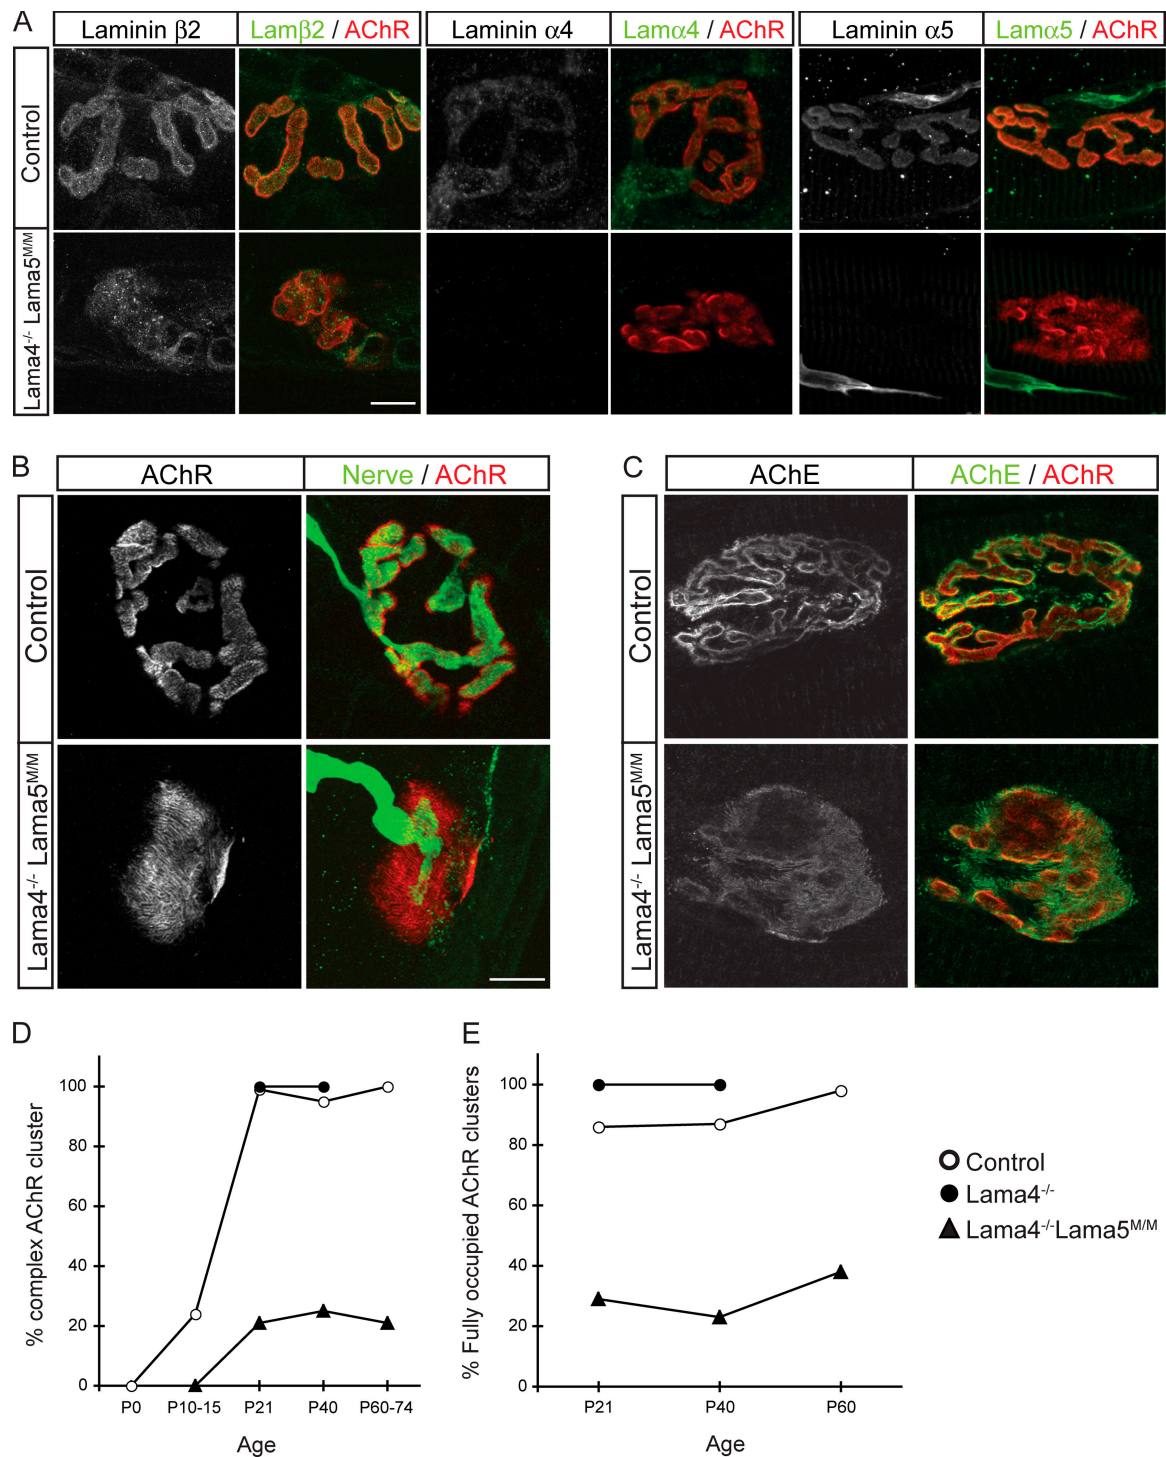 A
Laminin β2
Lamβ2 / AChR
Laminin α4
Lamα4 / AChR
Laminin α5
Lamα5 / AChR
Control
Lama4-/- Lama5M/M
B
AChR
Nerve / AChR
Control
Lama4-/- Lama5M/M
C
AChE
AChE / AChR
Control
Lama4-/- Lama5M/M
D
% complex AChR cluster
100
80
60
40
20
0
P0
P10-15
P21
P40
P60-74
Age
E
% Fully occupied AChR clusters
100
80
60
40
20
0
P21
P40
P60
Age
Control
Lama4-/-
Lama4-/-Lama5M/M